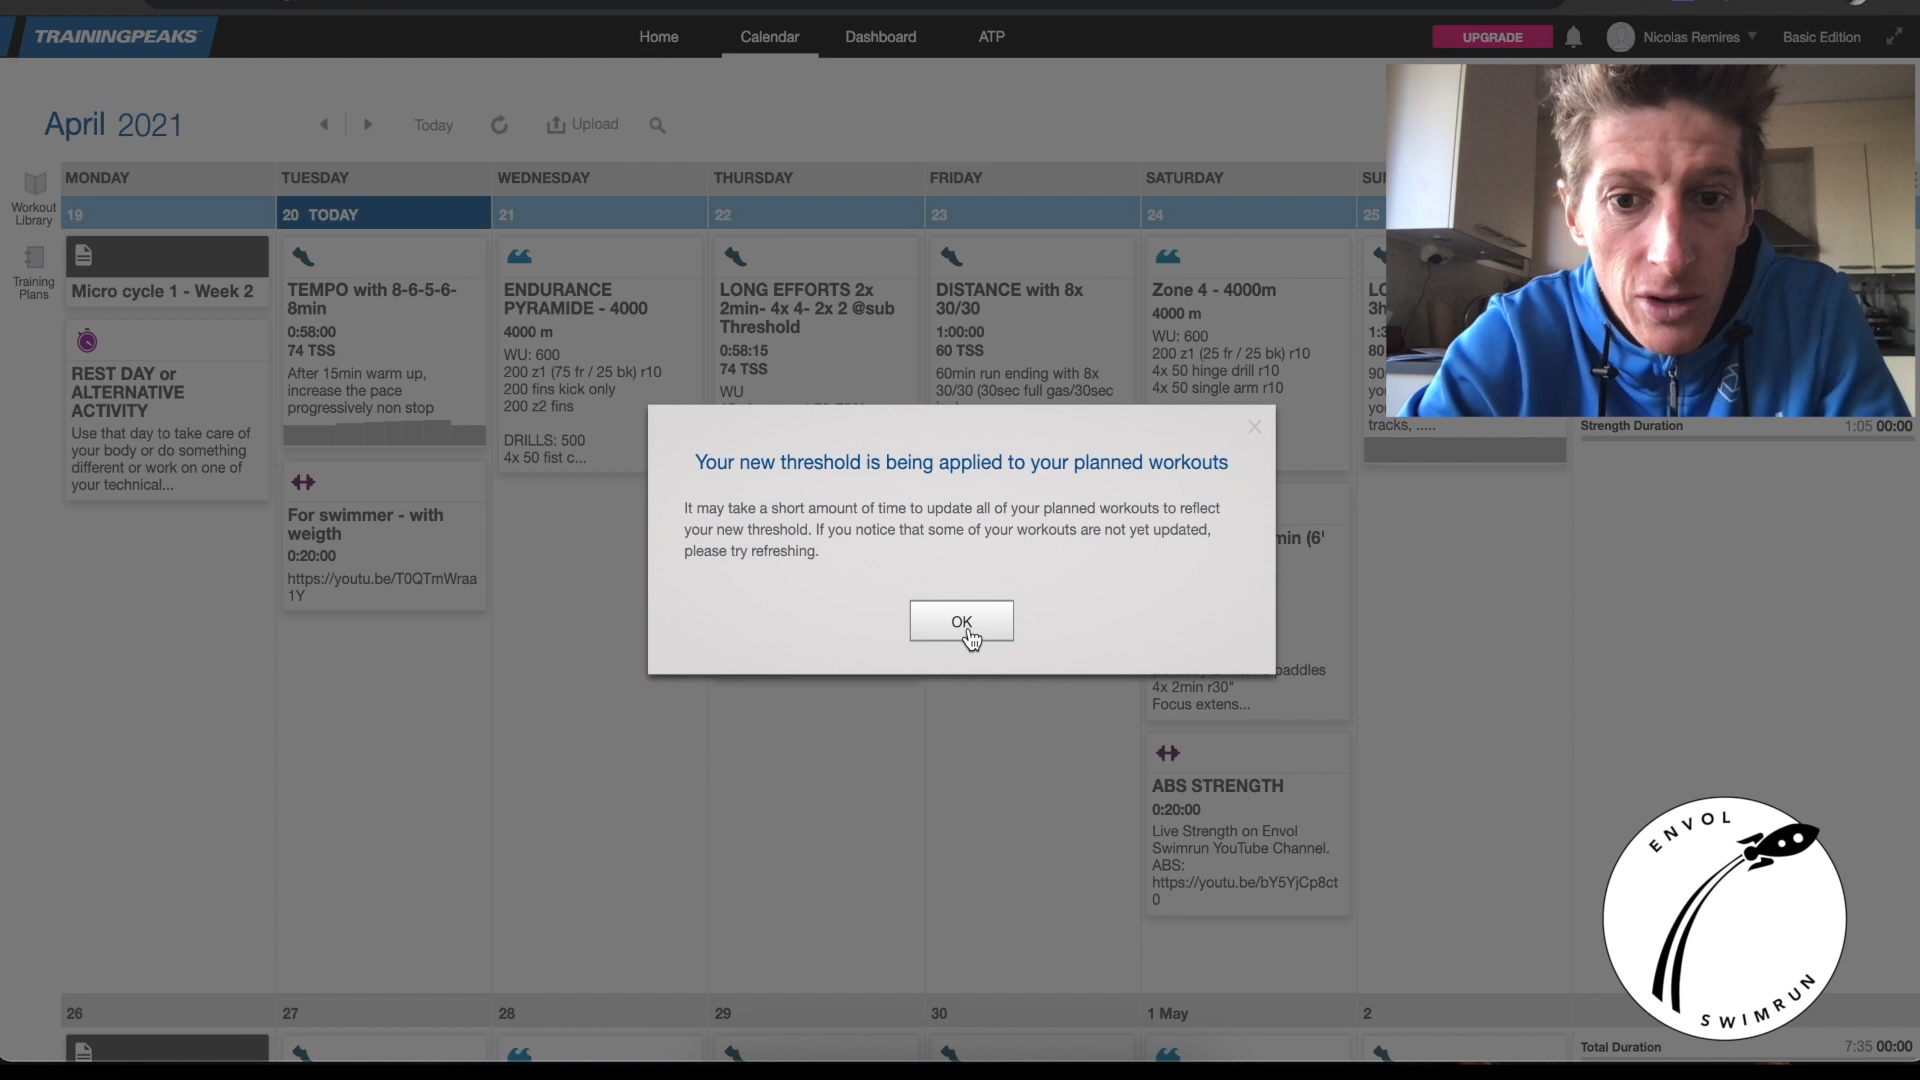 TRAININGPEAKS
Home
Calendar
Dashboard
ATP
UPGRADE
Nicolas Remires
Basic Edition
April 2021
Today
Upload
Workout
Library
Training
Plans
MONDAY
TUESDAY
WEDNESDAY
THURSDAY
FRIDAY
SATURDAY
SU
19
20 TODAY
21
22
23
24
25
Micro cycle 1 - Week 2
REST DAY or
ALTERNATIVE
ACTIVITY
Use that day to take care of
your body or do something
different or work on one of
your technical...
TEMPO with 8-6-5-6-
8min
0:58:00
74 TSS
After 15min warm up,
increase the pace
progressively non stop
For swimmer - with
weigth
0:20:00
https://youtu.be/T0QTmWraa
1Y
ENDURANCE
PYRAMIDE - 4000
4000 m
WU: 600
200 z1 (75 fr / 25 bk) r10
200 fins kick only
200 z2 fins
DRILLS: 500
4x 50 fist c...
LONG EFFORTS 2x
2min- 4x 4- 2x 2 @sub
Threshold
0:58:15
74 TSS
WU
DISTANCE with 8x
30/30
1:00:00
60 TSS
60min run ending with 8x
30/30 (30sec full gas/30sec
Zone 4 - 4000m
4000 m
WU: 600
200 z1 (25 fr / 25 bk) r10
4x 50 hinge drill r10
4x 50 single arm r10
min (6'
paddles
4x 2min r30"
Focus extens...
ABS STRENGTH
0:20:00
Live Strength on Envol
Swimrun YouTube Channel.
ABS:
https://youtu.be/bY5YjCp8ct
0
LO
3h
1:3
80
90
yo
yo
tracks, .....
Strength Duration 1:05 00:00
Your new threshold is being applied to your planned workouts
It may take a short amount of time to update all of your planned workouts to reflect
your new threshold. If you notice that some of your workouts are not yet updated,
please try refreshing.
OK
ENVOL
SWIMRUN
26
27
28
29
30
1 May
2
Total Duration 7:35 00:00